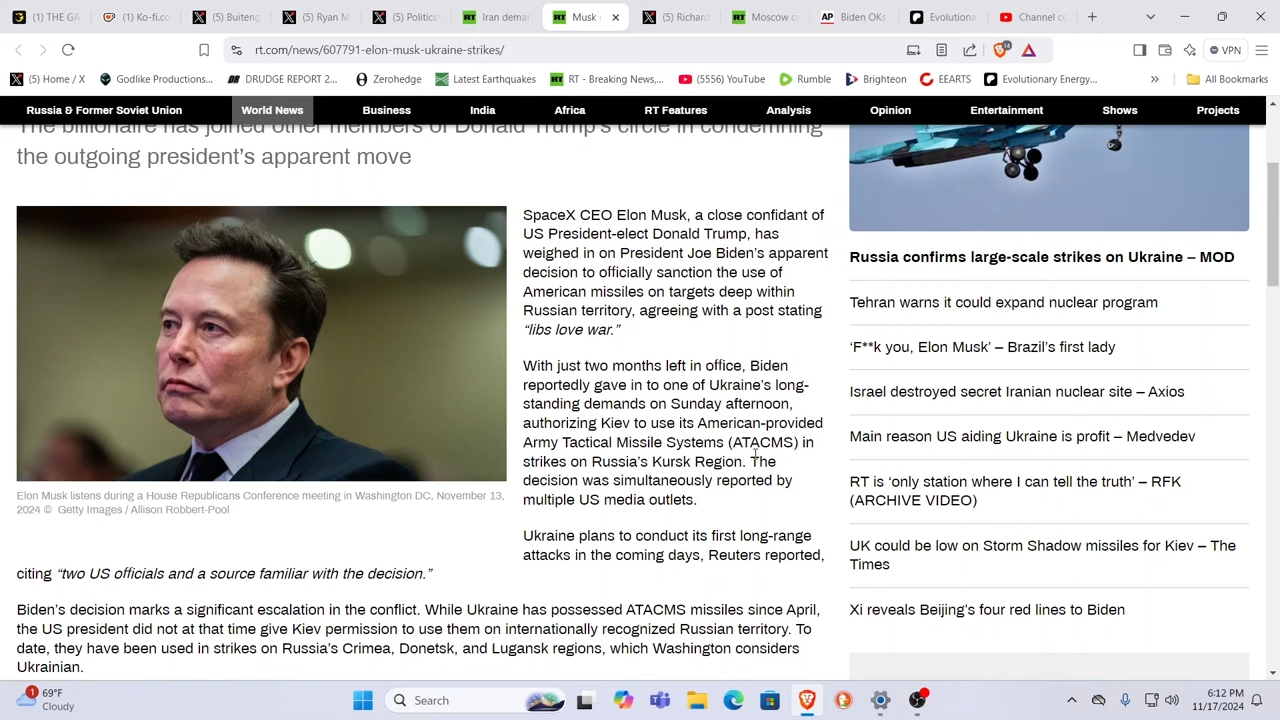 (1) THE GA
(1) Ko-fi.co
(5) Buiteng
(5) Ryan M
(5) Politics\
RT
Iran dema
RT
Musk
(5) Richard
RT
Moscow co
AP
Biden OKs
Evolutiona
Channel co
rt.com/news/607791-elon-musk-ukraine-strikes/
14
VPN
(5) Home / X
Godlike Productions...
DRUDGE REPORT 2...
Zerohedge
Latest Earthquakes
RT - Breaking News,...
(5555) YouTube
Rumble
Brighteon
EEARTS
Evolutionary Energy...
»
All Bookmarks
Russia & Former Soviet Union
World News
Business
India
Africa
RT Features
Analysis
Opinion
Entertainment
Shows
Projects
The billionaire has joined other members of Donald Trump's circle in condemning
the outgoing president's apparent move
SpaceX CEO Elon Musk, a close confidant of
US President-elect Donald Trump, has
weighed in on President Joe Biden's apparent
decision to officially sanction the use of
American missiles on targets deep within
Russian territory, agreeing with a post stating
“libs love war.”
With just two months left in office, Biden
reportedly gave in to one of Ukraine's long-
standing demands on Sunday afternoon,
authorizing Kiev to use its American-provided
Army Tactical Missile Systems (ATACMS) in
strikes on Russia's Kursk Region. The
decision was simultaneously reported by
multiple US media outlets.
Elon Musk listens during a House Republicans Conference meeting in Washington DC, November 13,
2024 © Getty Images / Allison Robbert-Pool
Ukraine plans to conduct its first long-range
attacks in the coming days, Reuters reported,
citing “two US officials and a source familiar with the decision.”
Biden's decision marks a significant escalation in the conflict. While Ukraine has possessed ATACMS missiles since April,
the US president did not at that time give Kiev permission to use them on internationally recognized Russian territory. To
date, they have been used in strikes on Russia's Crimea, Donetsk, and Lugansk regions, which Washington considers
Ukrainian.
Russia confirms large-scale strikes on Ukraine – MOD
Tehran warns it could expand nuclear program
‘F**k you, Elon Musk’ – Brazil's first lady
Israel destroyed secret Iranian nuclear site – Axios
Main reason US aiding Ukraine is profit – Medvedev
RT is ‘only station where I can tell the truth’ – RFK
(ARCHIVE VIDEO)
UK could be low on Storm Shadow missiles for Kiev – The
Times
Xi reveals Beijing's four red lines to Biden
1
69°F
Cloudy
Search
6:12 PM
11/17/2024